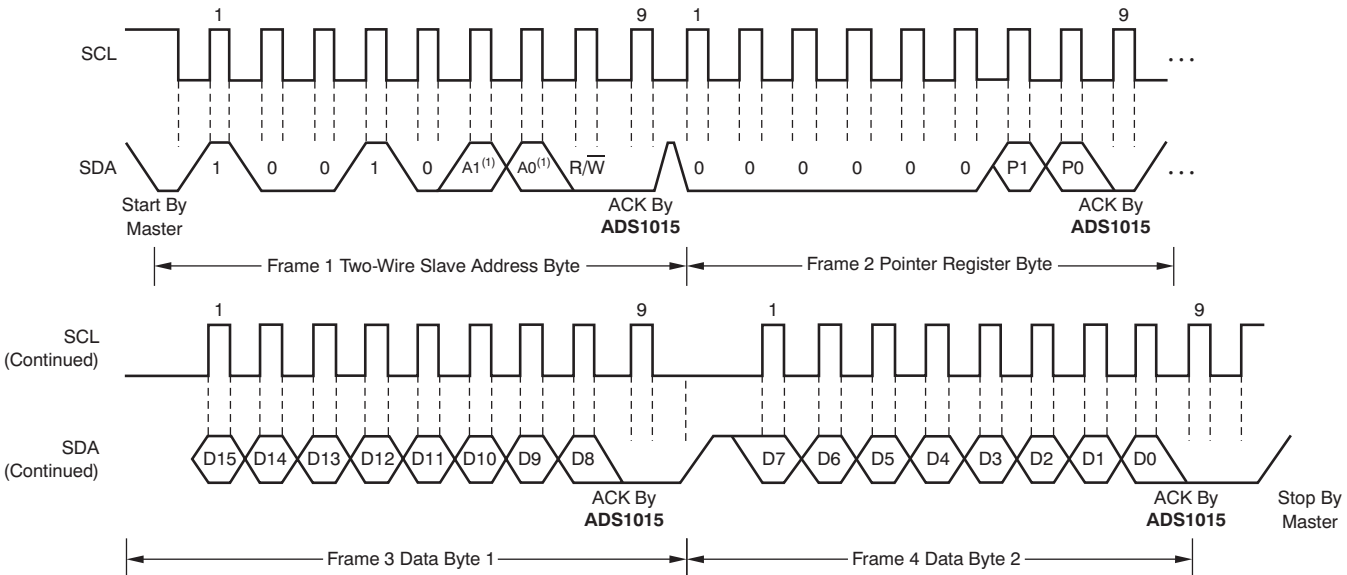 1 9 1 9
SCL ...
SDA 1 0 0 1 0 A1(1) A0(1) R/W̅ 0 0 0 0 0 0 P1 P0 ...
Start By
Master
ACK By
ADS1015
ACK By
ADS1015
Frame 1 Two-Wire Slave Address Byte
Frame 2 Pointer Register Byte
1 9 1 9
SCL
(Continued)
SDA
(Continued)
D15 D14 D13 D12 D11 D10 D9 D8 D7 D6 D5 D4 D3 D2 D1 D0
ACK By
ADS1015
ACK By
ADS1015
Stop By
Master
Frame 3 Data Byte 1
Frame 4 Data Byte 2